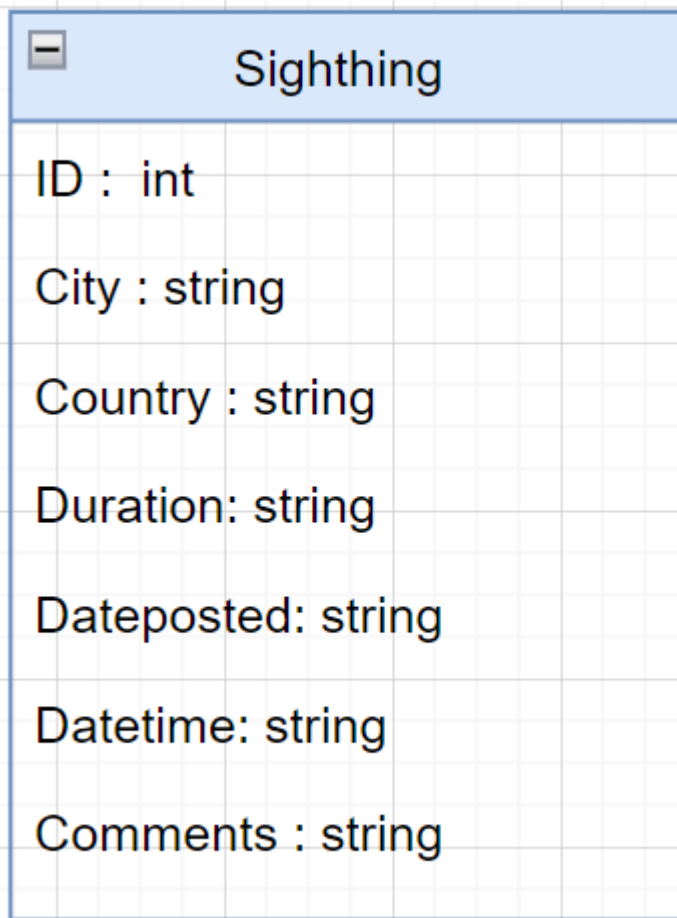 Sighthing
ID :  int
City : string
Country : string
Duration: string
Dateposted: string
Datetime: string
Comments : string